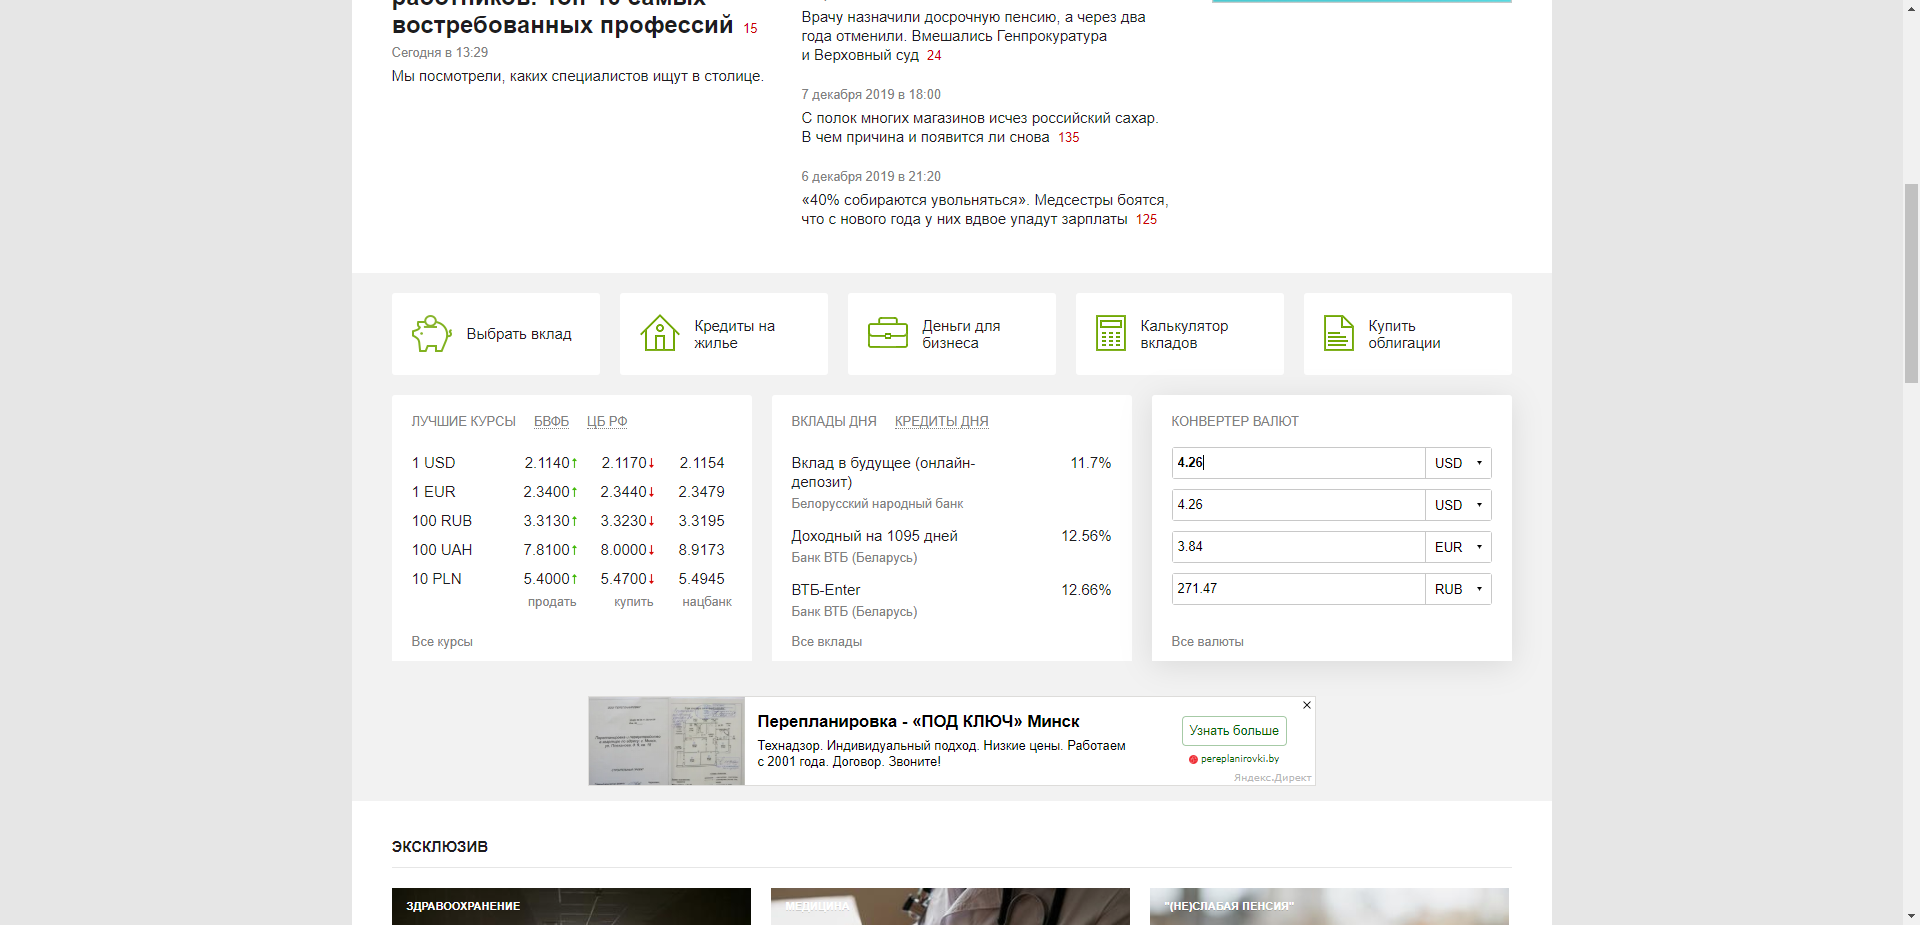 работников. Топ-10 самых
востребованных профессий 15
Сегодня в 13:29
Мы посмотрели, каких специалистов ищут в столице.
Врачу назначили досрочную пенсию, а через два
года отменили. Вмешались Генпрокуратура
и Верховный суд 24
7 декабря 2019 в 18:00
С полок многих магазинов исчез российский сахар.
В чем причина и появится ли снова 135
6 декабря 2019 в 21:20
«40% собираются увольняться». Медсестры боятся,
что с нового года у них вдвое упадут зарплаты 125
Выбрать вклад
Кредиты на
жилье
Деньги для
бизнеса
Калькулятор
вкладов
Купить
облигации
ЛУЧШИЕ КУРСЫ БВФБ ЦБ РФ
1 USD 2.1140↑ 2.1170↓ 2.1154
1 EUR 2.3400↑ 2.3440↓ 2.3479
100 RUB 3.3130↑ 3.3230↓ 3.3195
100 UAH 7.8100↑ 8.0000↓ 8.9173
10 PLN 5.4000↑ 5.4700↓ 5.4945
продать купить нацбанк
Все курсы
ВКЛАДЫ ДНЯ КРЕДИТЫ ДНЯ
Вклад в будущее (онлайн- 11.7%
депозит)
Белорусский народный банк
Доходный на 1095 дней 12.56%
Банк ВТБ (Беларусь)
ВТБ-Enter 12.66%
Банк ВТБ (Беларусь)
Все вклады
КОНВЕРТЕР ВАЛЮТ
4.26 USD
4.26 USD
3.84 EUR
271.47 RUB
Все валюты
Перепланировка - «ПОД КЛЮЧ» Минск
Технадзор. Индивидуальный подход. Низкие цены. Работаем
с 2001 года. Договор. Звоните!
Узнать больше
pereplanirovki.by
Яндекс.Директ
ЭКСКЛЮЗИВ
ЗДРАВООХРАНЕНИЕ
МЕДИЦИНА
"(НЕ)СЛАБАЯ ПЕНСИЯ"